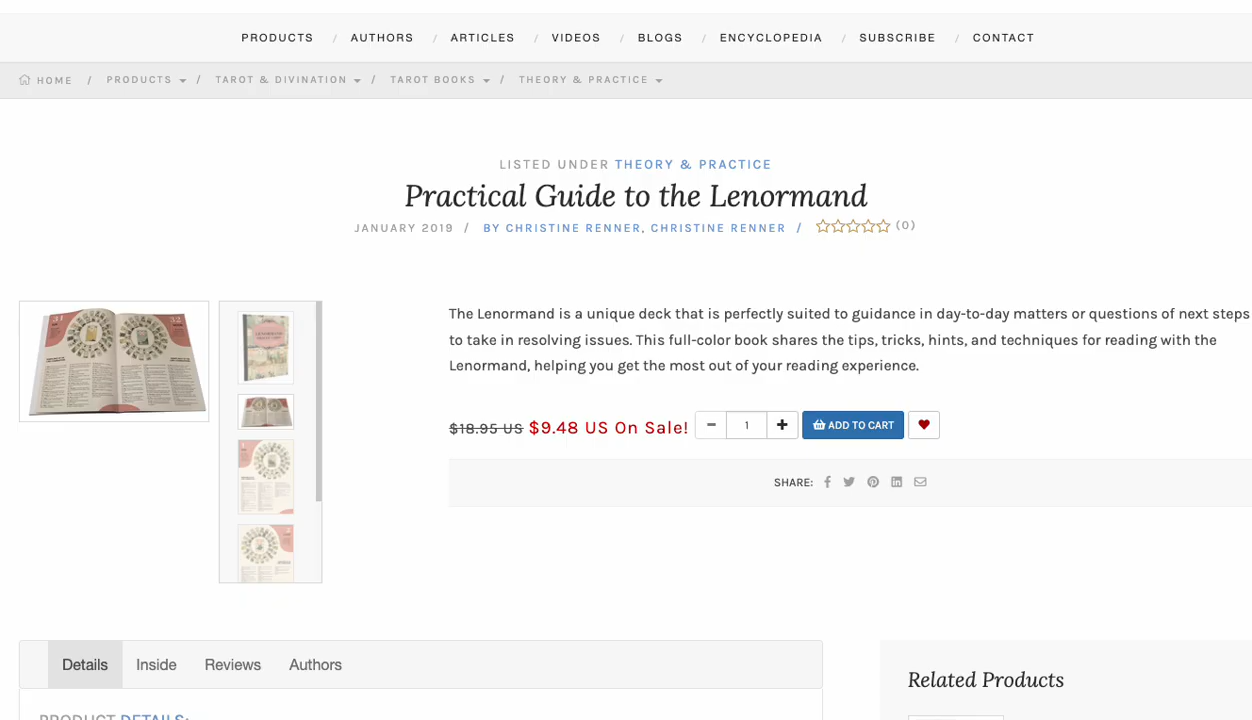 PRODUCTS / AUTHORS / ARTICLES / VIDEOS / BLOGS / ENCYCLOPEDIA / SUBSCRIBE / CONTACT
HOME / PRODUCTS / TAROT & DIVINATION / TAROT BOOKS / THEORY & PRACTICE
LISTED UNDER THEORY & PRACTICE
Practical Guide to the Lenormand
JANUARY 2019 / BY CHRISTINE RENNER, CHRISTINE RENNER / (0)
31 32
The Lenormand is a unique deck that is perfectly suited to guidance in day-to-day matters or questions of next steps
to take in resolving issues. This full-color book shares the tips, tricks, hints, and techniques for reading with the
Lenormand, helping you get the most out of your reading experience.
$18.95 US $9.48 US On Sale! 1 ADD TO CART
SHARE:
Details Inside Reviews Authors
Related Products
PRODUCT DETAILS: